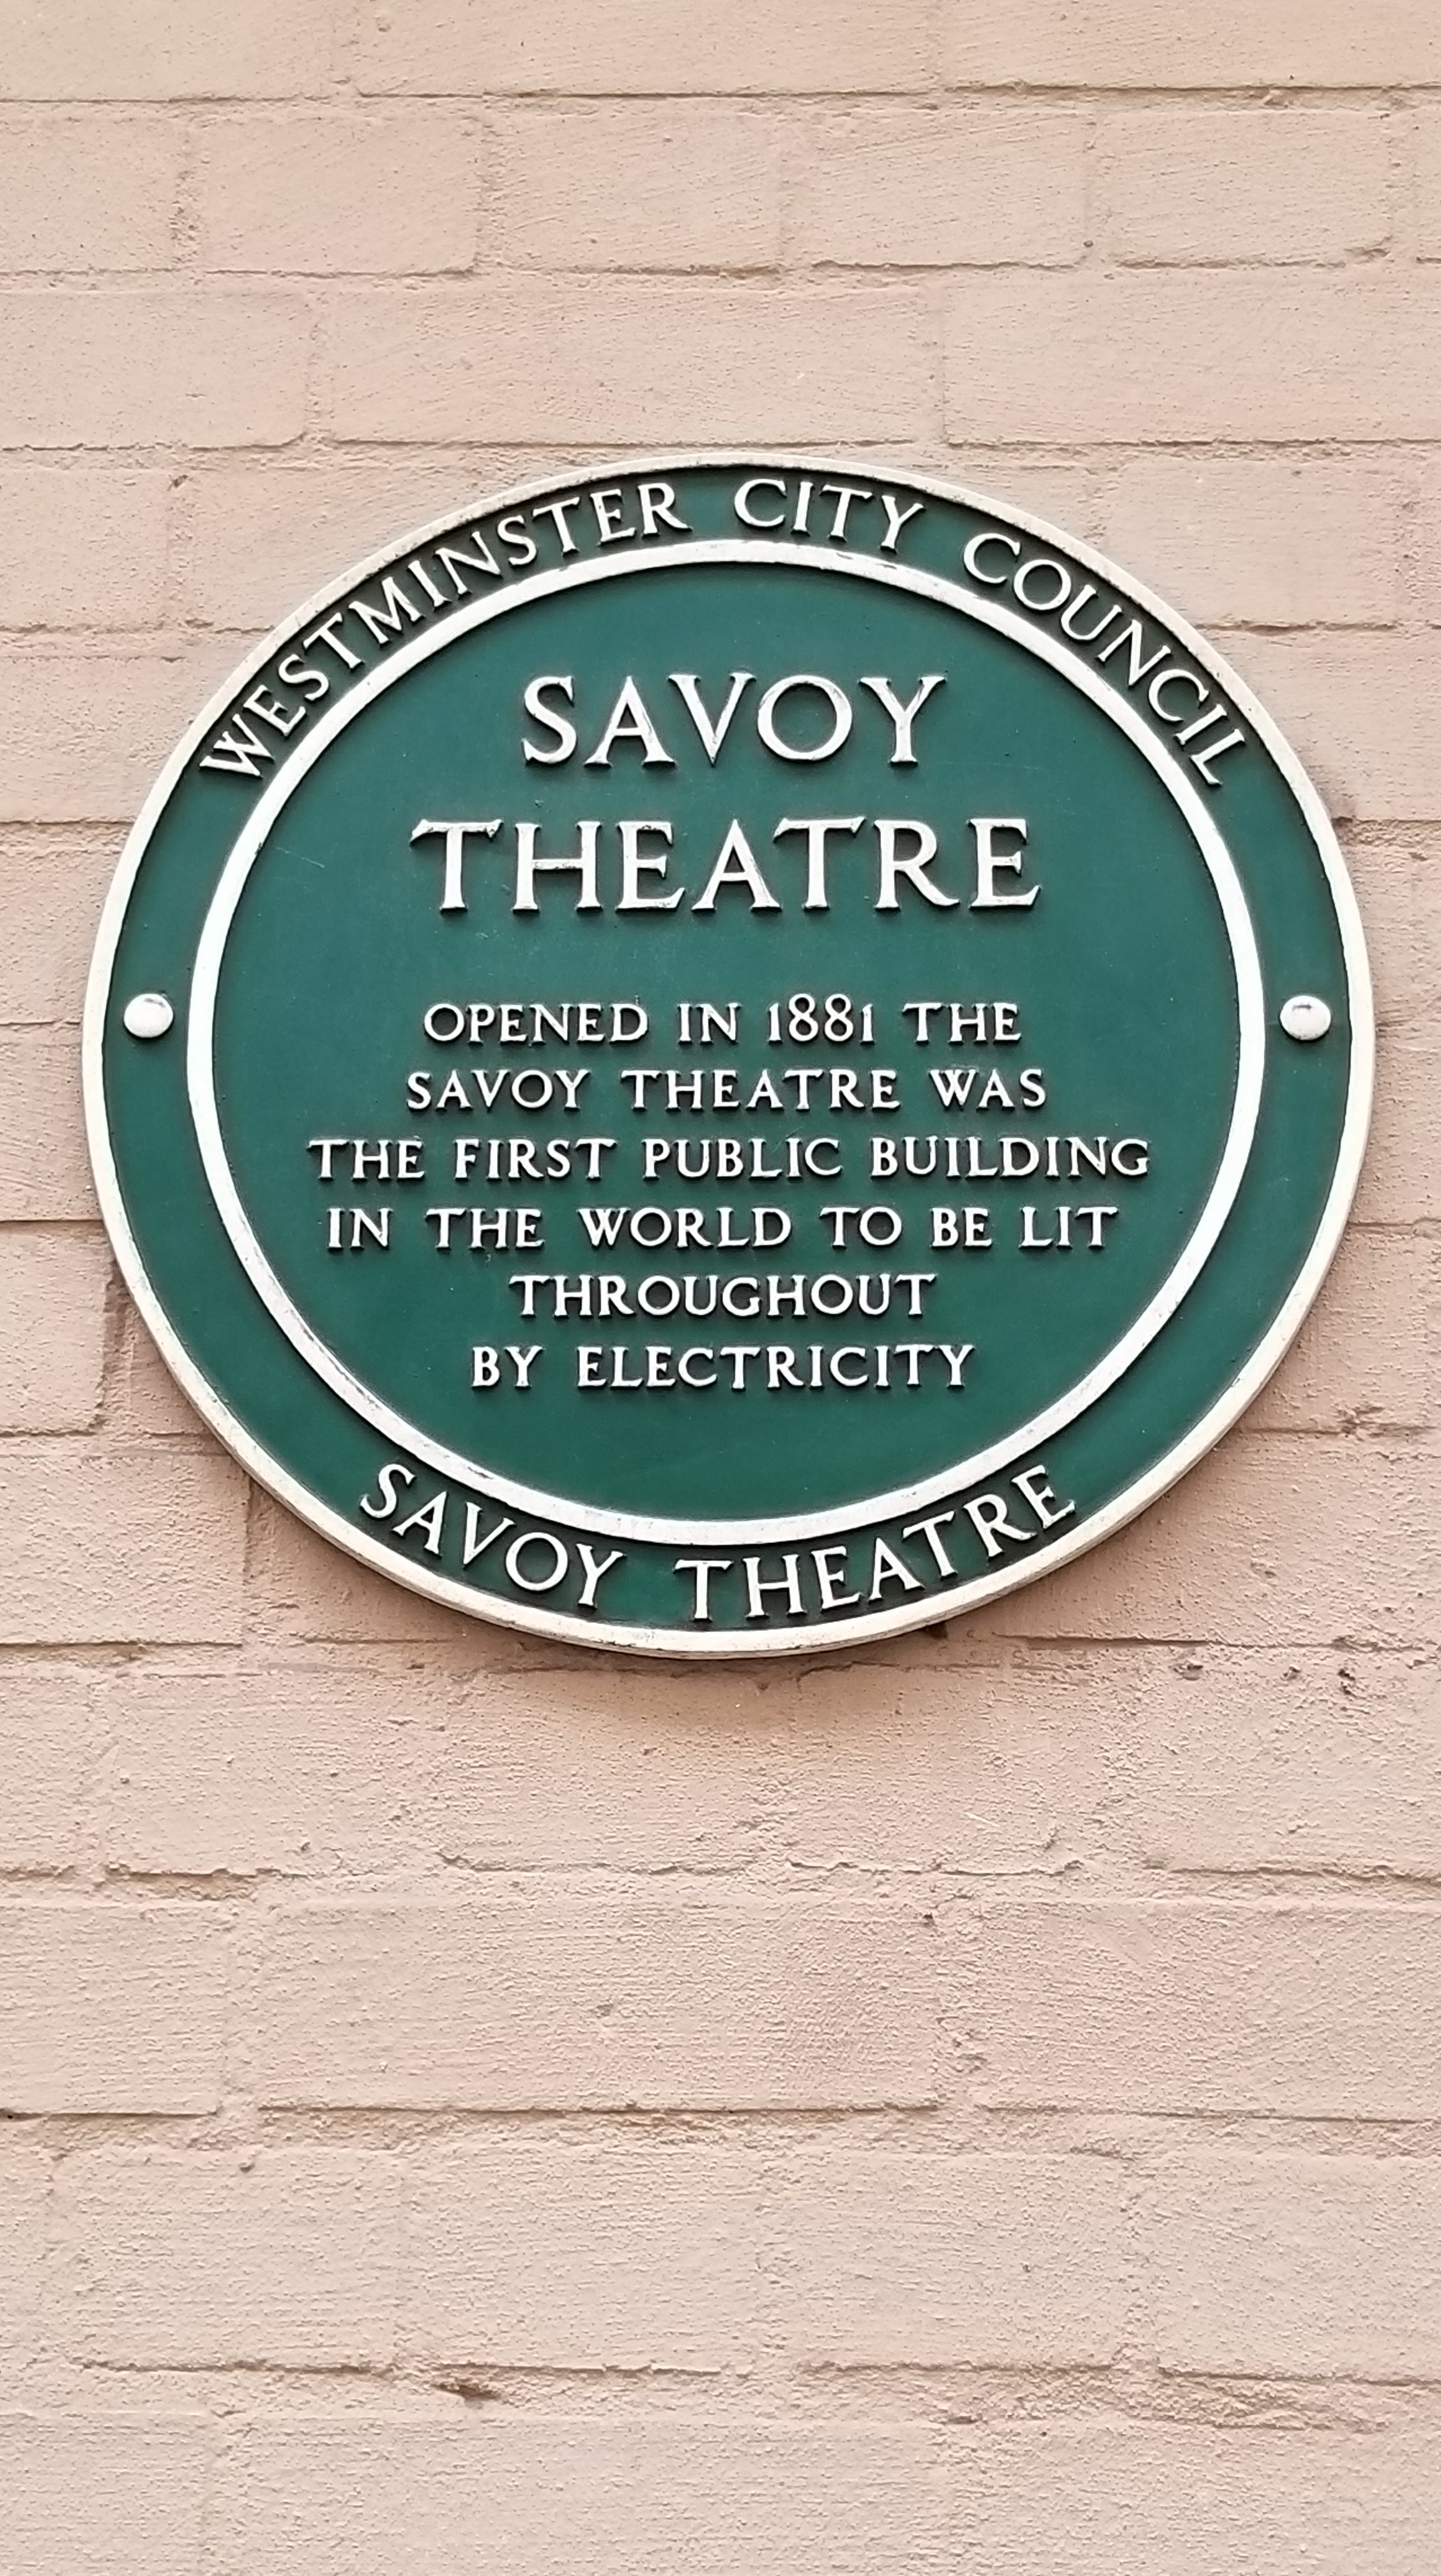 WESTMINSTER CITY COUNCIL
SAVOY
THEATRE
OPENED IN 1881 THE
SAVOY THEATRE WAS
THE FIRST PUBLIC BUILDING
IN THE WORLD TO BE LIT
THROUGHOUT
BY ELECTRICITY
SAVOY THEATRE